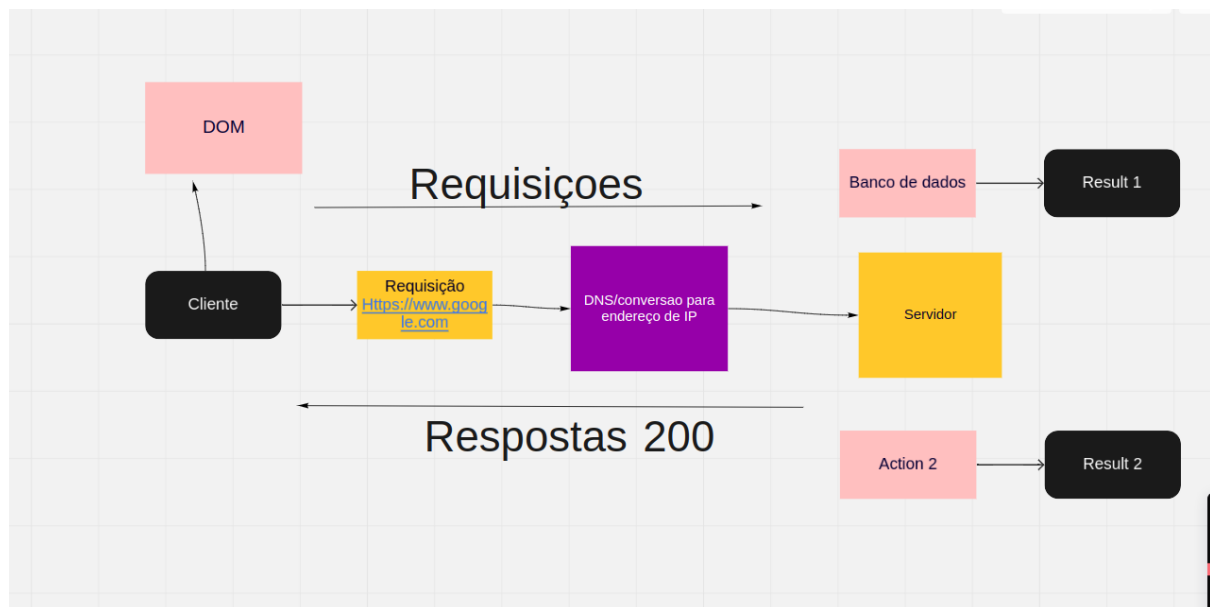 DOM
Requisiçoes
Banco de dados
Result 1
Cliente
Requisição
Https://www.goog
le.com
DNS/conversao para
endereço de IP
Servidor
Respostas 200
Action 2
Result 2